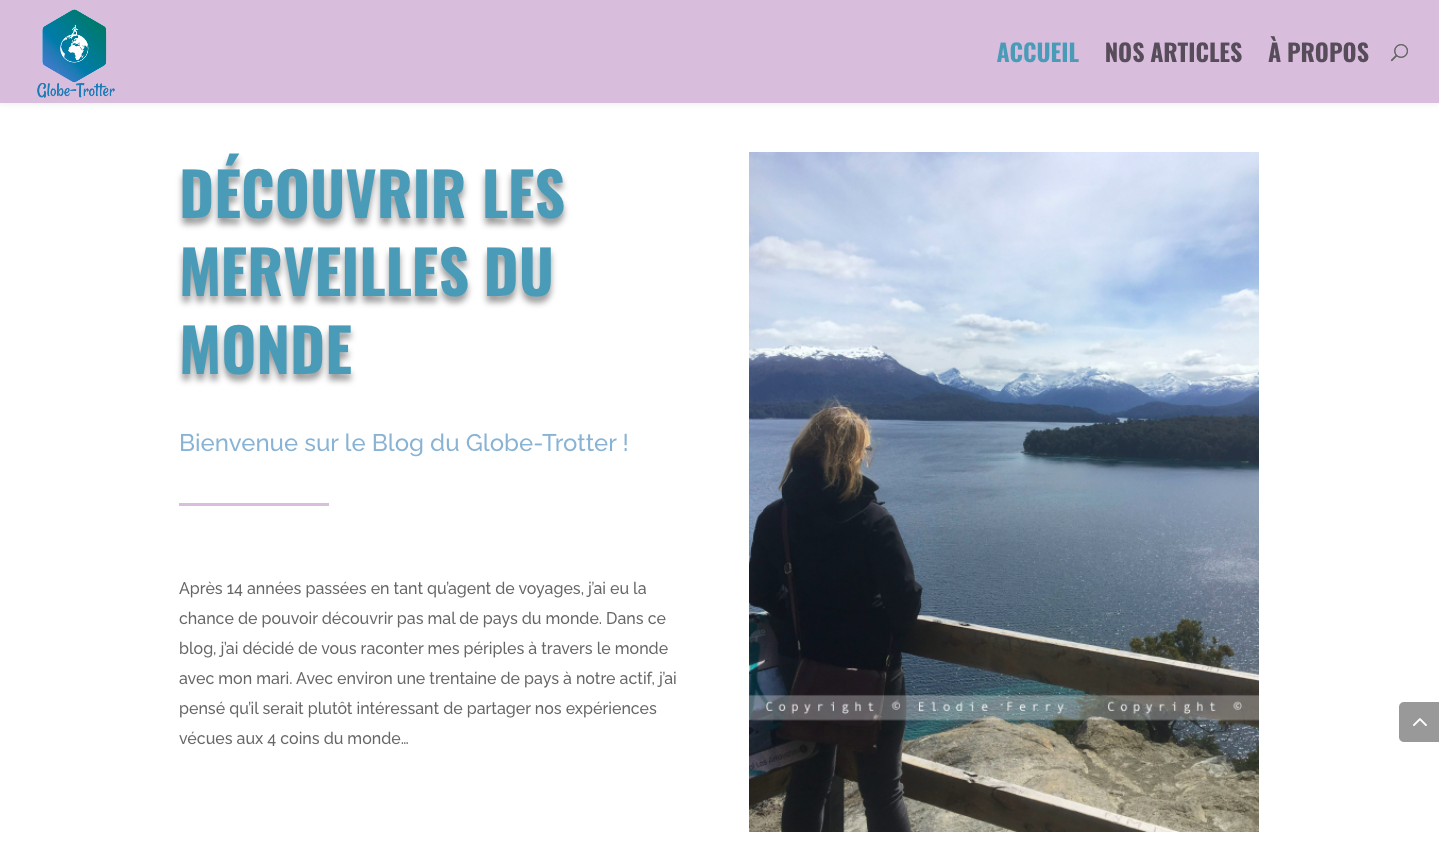 Globe-Trotter
ACCUEIL NOS ARTICLES À PROPOS
DÉCOUVRIR LES
MERVEILLES DU
MONDE
Bienvenue sur le Blog du Globe-Trotter !
Après 14 années passées en tant qu’agent de voyages, j’ai eu la
chance de pouvoir découvrir pas mal de pays du monde. Dans ce
blog, j’ai décidé de vous raconter mes périples à travers le monde
avec mon mari. Avec environ une trentaine de pays à notre actif, j’ai
pensé qu’il serait plutôt intéressant de partager nos expériences
vécues aux 4 coins du monde…
Copyright © Elodie Ferry Copyright ©